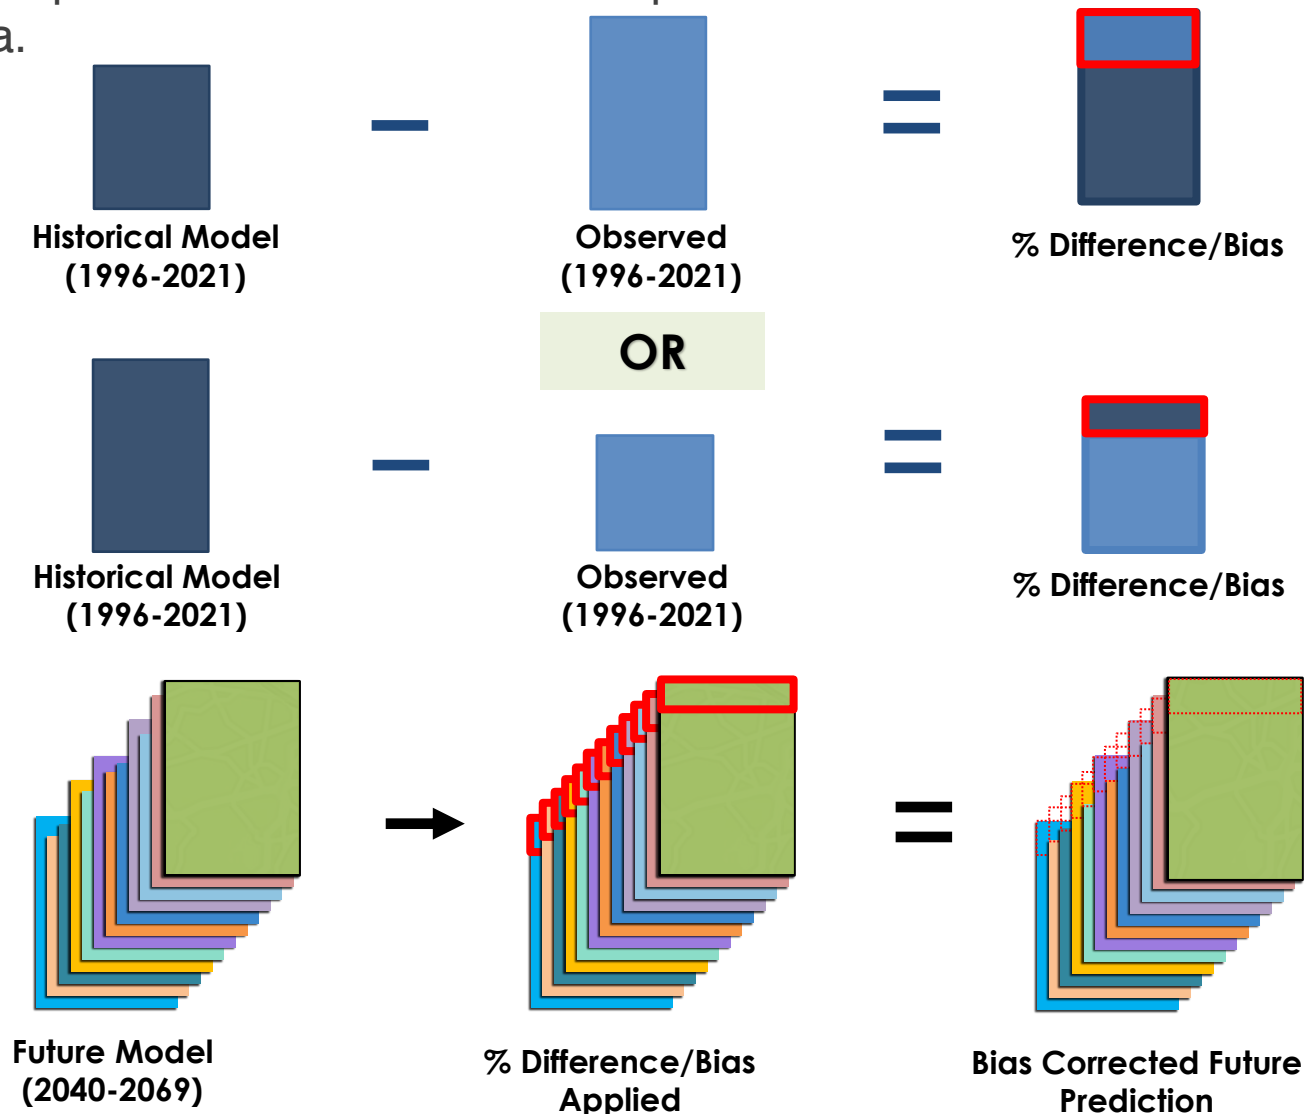 a.
Historical Model
(1996-2021)
Observed
(1996-2021)
% Difference/Bias
OR
Historical Model
(1996-2021)
Observed
(1996-2021)
% Difference/Bias
Future Model
(2040-2069)
% Difference/Bias
Applied
Bias Corrected Future
Prediction